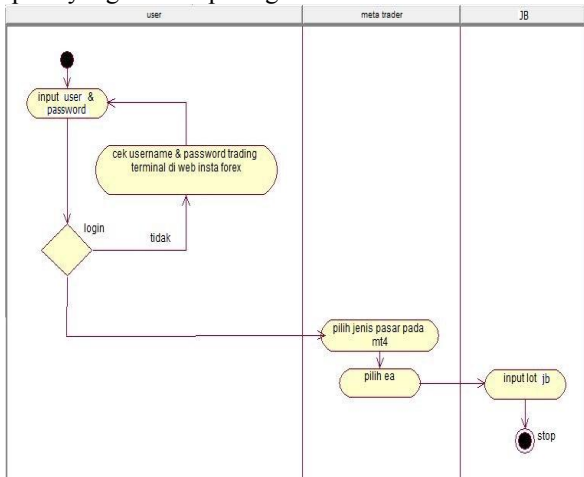 user
meta trader
JB
input user &
password
cek username & password trading
terminal di web insta forex
login
tidak
pilih jenis pasar pada
mt4
pilih ea
input lot jb
stop